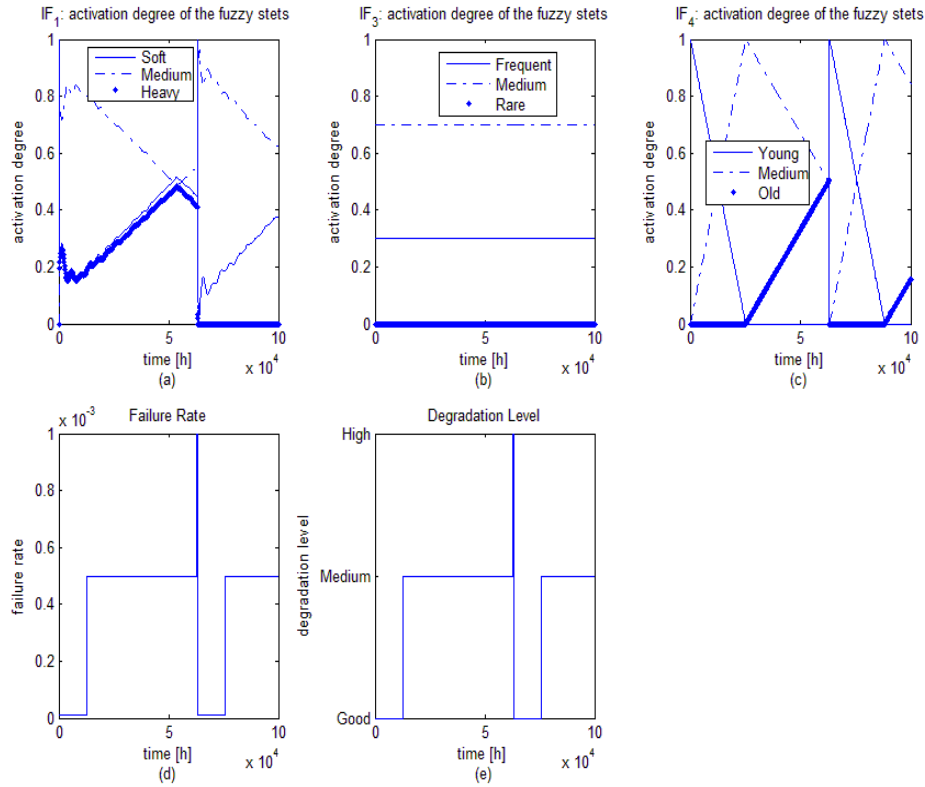 IF1: activation degree of the fuzzy stets
1
0.8
0.6
0.4
0.2
0
activation degree
Soft
Medium
Heavy
0 5 10
time [h]
x 10^4
(a)
IF3: activation degree of the fuzzy stets
1
0.8
0.6
0.4
0.2
0
activation degree
Frequent
Medium
Rare
0 5 10
time [h]
x 10^4
(b)
IF4: activation degree of the fuzzy stets
1
0.8
0.6
0.4
0.2
0
activation degree
Young
Medium
Old
0 5 10
time [h]
x 10^4
(c)
x 10^-3
Failure Rate
1
0.8
0.6
0.4
0.2
0
failure rate
0 5 10
time [h]
x 10^4
(d)
Degradation Level
High
Medium
Good
degradation level
0 5 10
time [h]
x 10^4
(e)